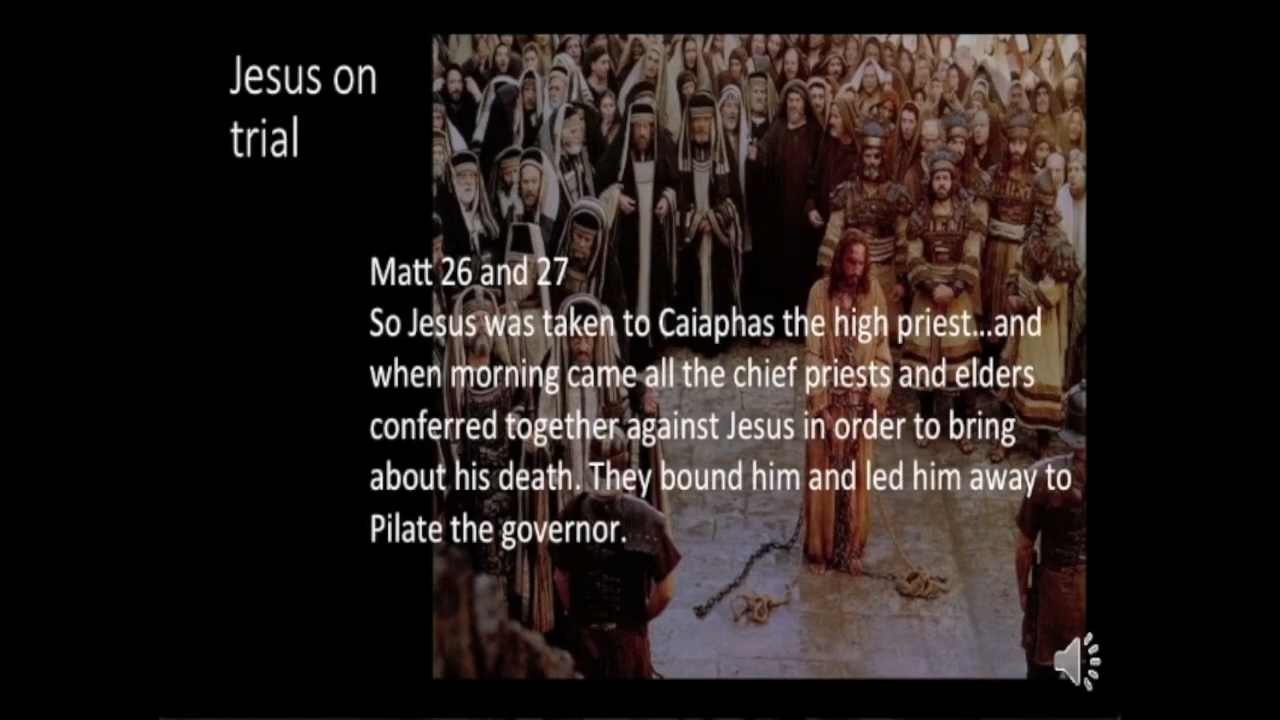 Jesus on
trial
Matt 26 and 27
So Jesus was taken to Caiaphas the high priest...and
when morning came all the chief priests and elders
conferred together against Jesus in order to bring
about his death. They bound him and led him away to
Pilate the governor.